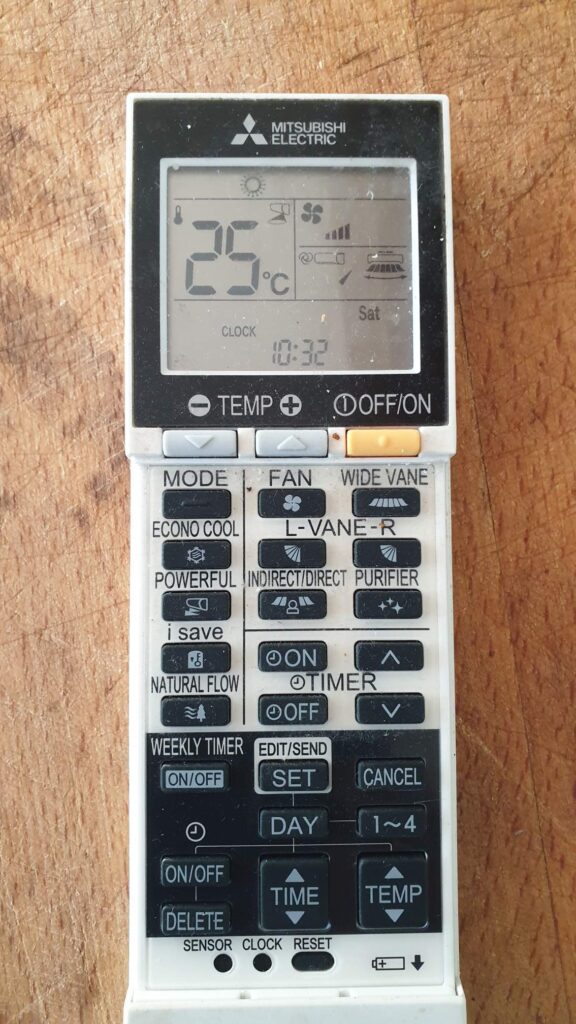 MITSUBISHI
ELECTRIC
25°C
Sat
CLOCK
10:32
TEMP OFF/ON
MODE FAN WIDE VANE
ECONO COOL L-VANE-R
POWERFUL INDIRECT/DIRECT PURIFIER
i save
ON
NATURAL FLOW TIMER
OFF
WEEKLY TIMER EDIT/SEND
ON/OFF SET CANCEL
DAY 1~4
ON/OFF TIME TEMP
DELETE
SENSOR CLOCK RESET